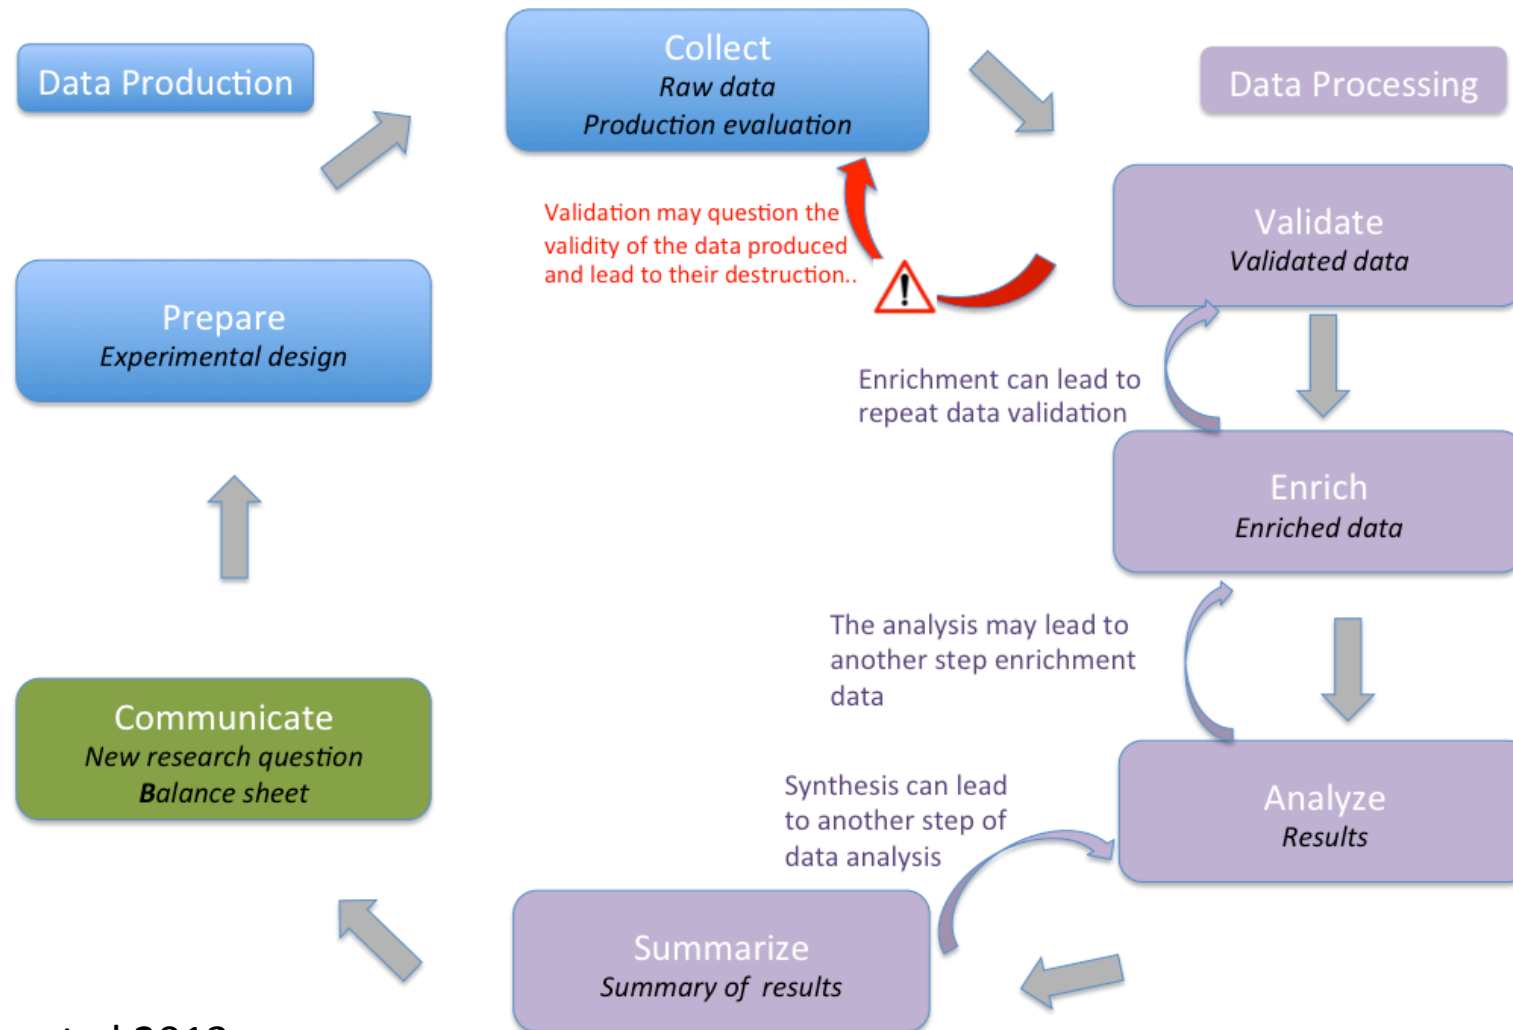 Data Production
Collect
Raw data
Production evaluation
Data Processing
Validation may question the
validity of the data produced
and lead to their destruction..
Validate
Validated data
Prepare
Experimental design
Enrichment can lead to
repeat data validation
Enrich
Enriched data
The analysis may lead to
another step enrichment
data
Communicate
New research question
Balance sheet
Synthesis can lead
to another step of
data analysis
Analyze
Results
Summarize
Summary of results